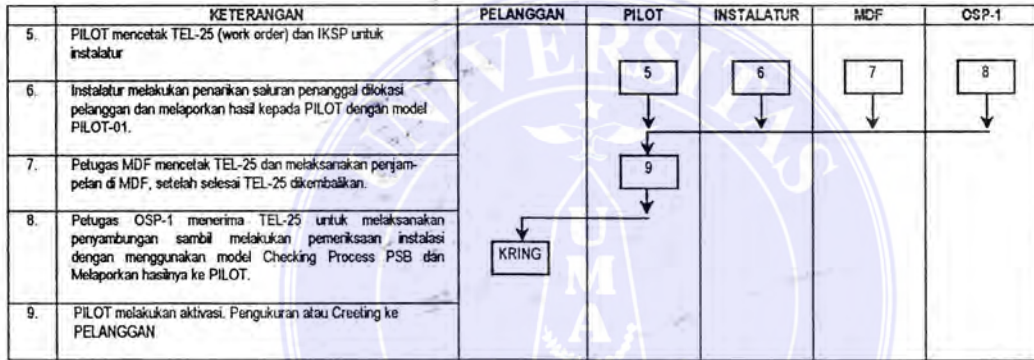 KETERANGAN PELANGGAN PILOT INSTALATUR MDF OSP-1
5. PILOT mencetak TEL-25 (work order) dan IKSP untuk
instalatur
5 6 7 8
6. Instalatur melakukan penarikan saluran penanggal dilokasi
pelanggan dan melaporkan hasil kepada PILOT dengan model
PILOT-01.
7. Petugas MDF mencetak TEL-25 dan melaksanakan penjam-
pelan di MDF, setelah selesai TEL-25 dikembalikan.
9
8. Petugas OSP-1 menerima TEL-25 untuk melaksanakan
penyambungan sambil melakukan pemeriksaan instalasi
dengan menggunakan model Checking Process PSB dan
Melaporkan hasilnya ke PILOT.
KRING
9. PILOT melakukan aktivasi. Pengukuran atau Creeting ke
PELANGGAN
UNIVERSITAS
UMA